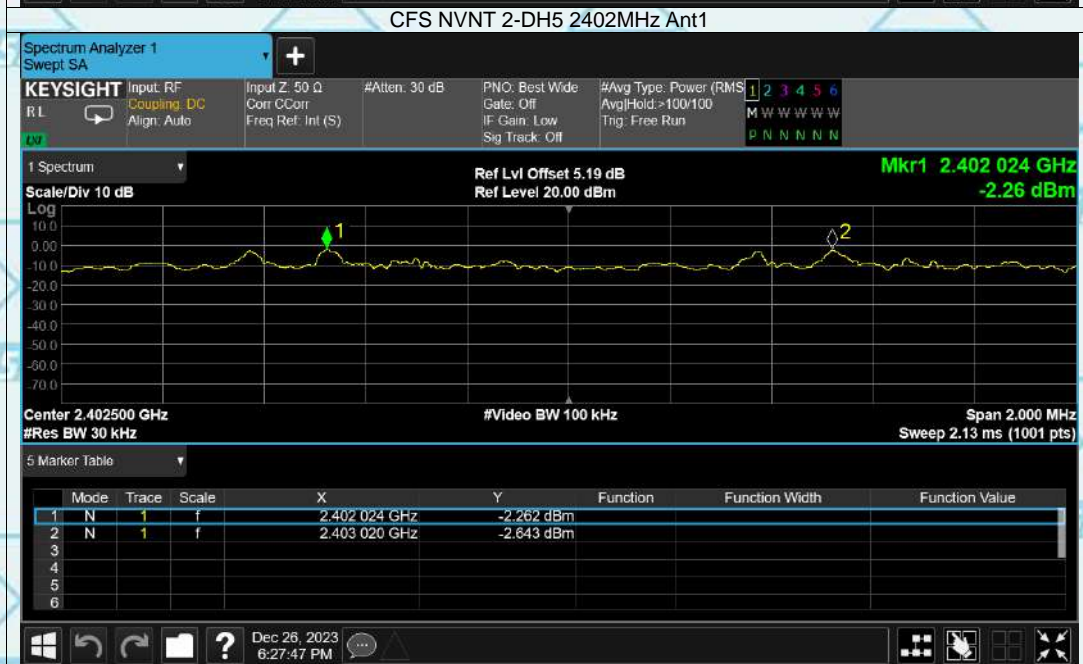 CFS NVNT 2-DH5 2402MHz Ant1
Spectrum Analyzer 1
Swept SA
+
KEYSIGHT
RL
LXI
Input: RF
Coupling: DC
Align: Auto
Input Z: 50 Ω
Corr CCorr
Freq Ref: Int (S)
#Atten: 30 dB
PNO: Best Wide
Gate: Off
IF Gain: Low
Sig Track: Off
#Avg Type: Power (RMS
Avg|Hold:>100/100
Trig: Free Run
1 2 3 4 5 6
M W W W W W
P N N N N N
1 Spectrum
Scale/Div 10 dB
Ref Lvl Offset 5.19 dB
Ref Level 20.00 dBm
Mkr1 2.402 024 GHz
-2.26 dBm
Log
10.0
0.00
-10.0
-20.0
-30.0
-40.0
-50.0
-60.0
-70.0
1
2
Center 2.402500 GHz
#Res BW 30 kHz
#Video BW 100 kHz
Span 2.000 MHz
Sweep 2.13 ms (1001 pts)
5 Marker Table
Mode Trace Scale X Y Function Function Width Function Value
1 N 1 f 2.402 024 GHz -2.262 dBm
2 N 1 f 2.403 020 GHz -2.643 dBm
3
4
5
6
?
Dec 26, 2023
6:27:47 PM